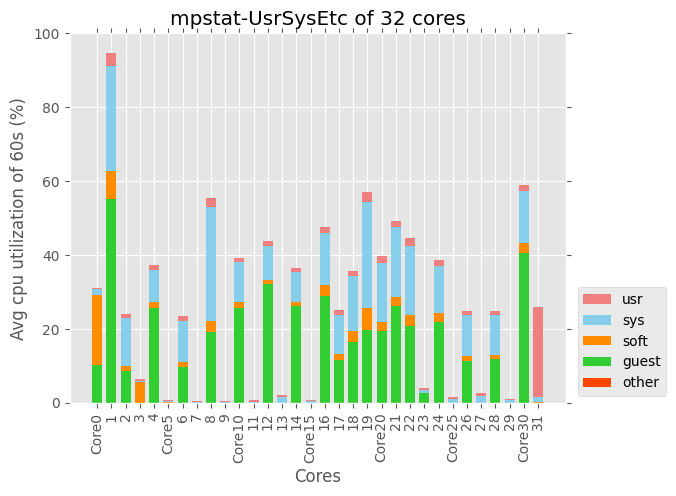 mpstat-UsrSysEtc of 32 cores
Avg cpu utilization of 60s (%)
100
80
60
40
20
0
Core0
1
2
3
4
Core5
6
7
8
9
Core10
11
12
13
14
Core15
16
17
18
19
Core20
21
22
23
24
Core25
26
27
28
29
Core30
31
Cores
usr
sys
soft
guest
other